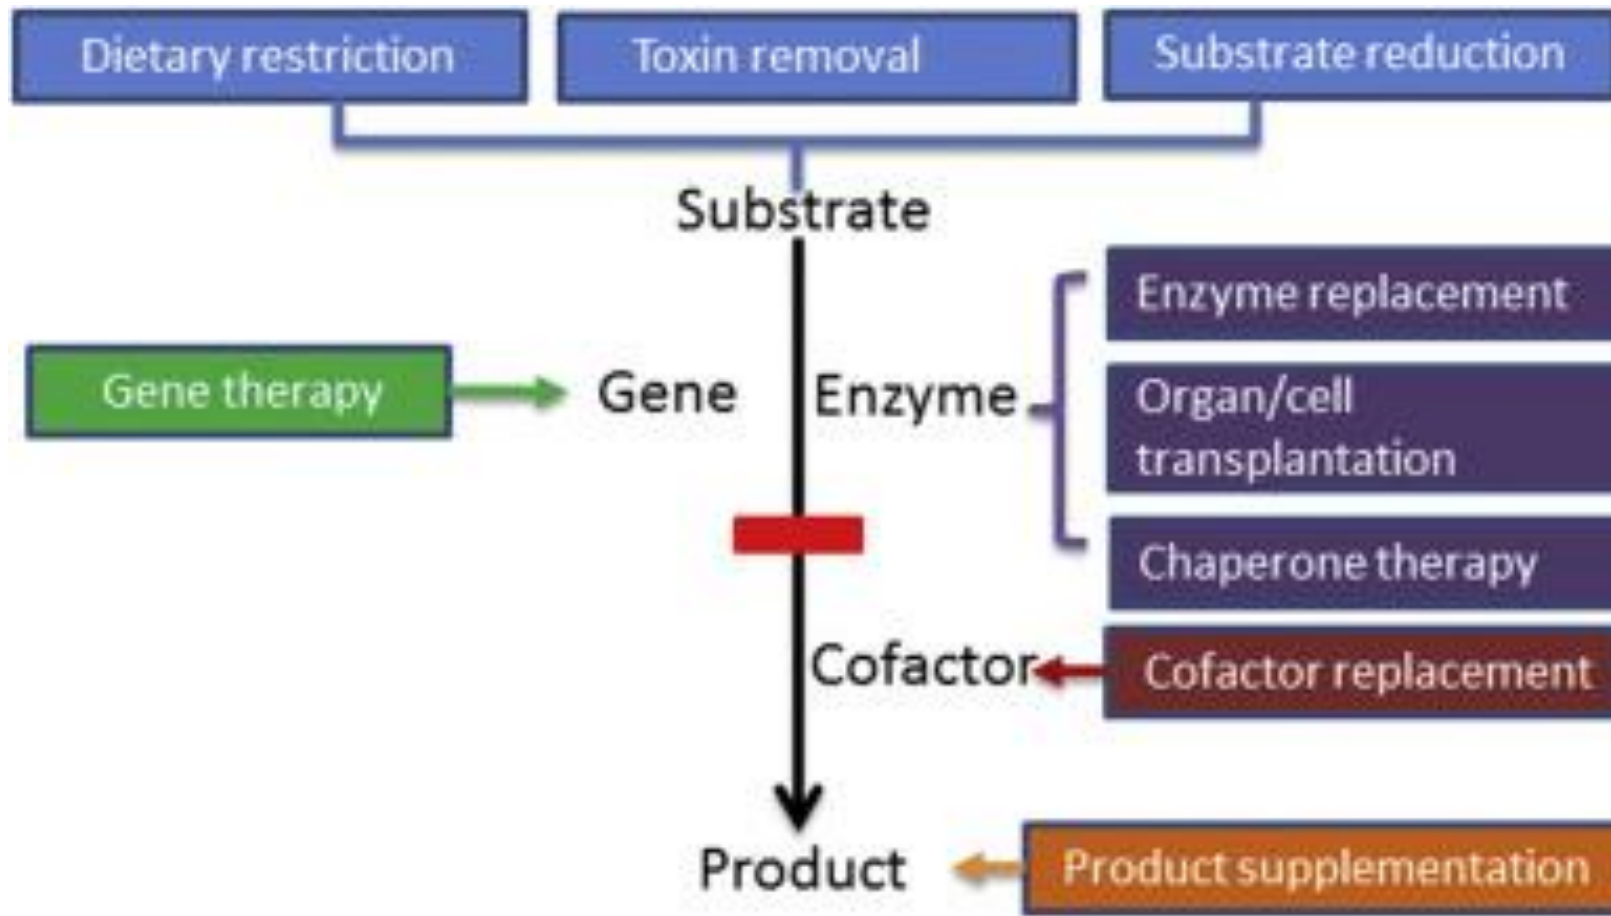 Dietary restriction
Toxin removal
Substrate reduction
Substrate
Enzyme replacement
Gene therapy
Gene
Enzyme
Organ/cell
transplantation
Chaperone therapy
Cofactor
Cofactor replacement
Product
Product supplementation